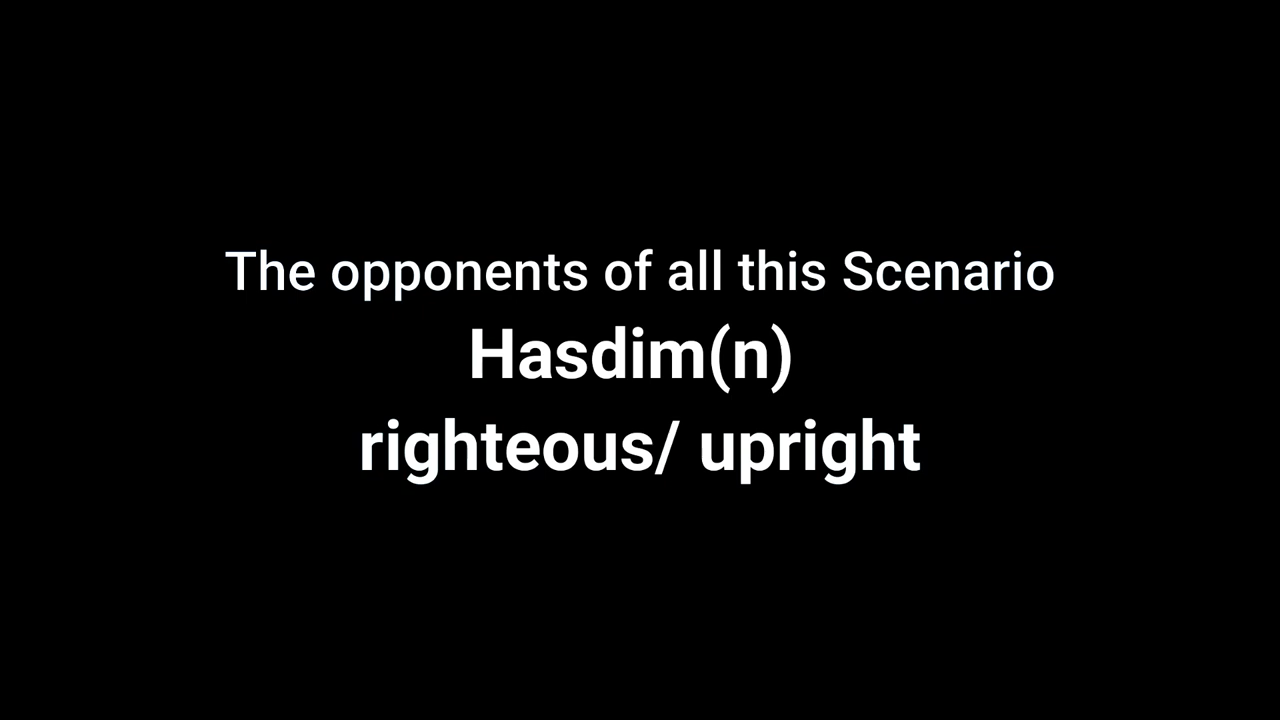 The opponents of all this Scenario
Hasdim(n)
righteous/ upright